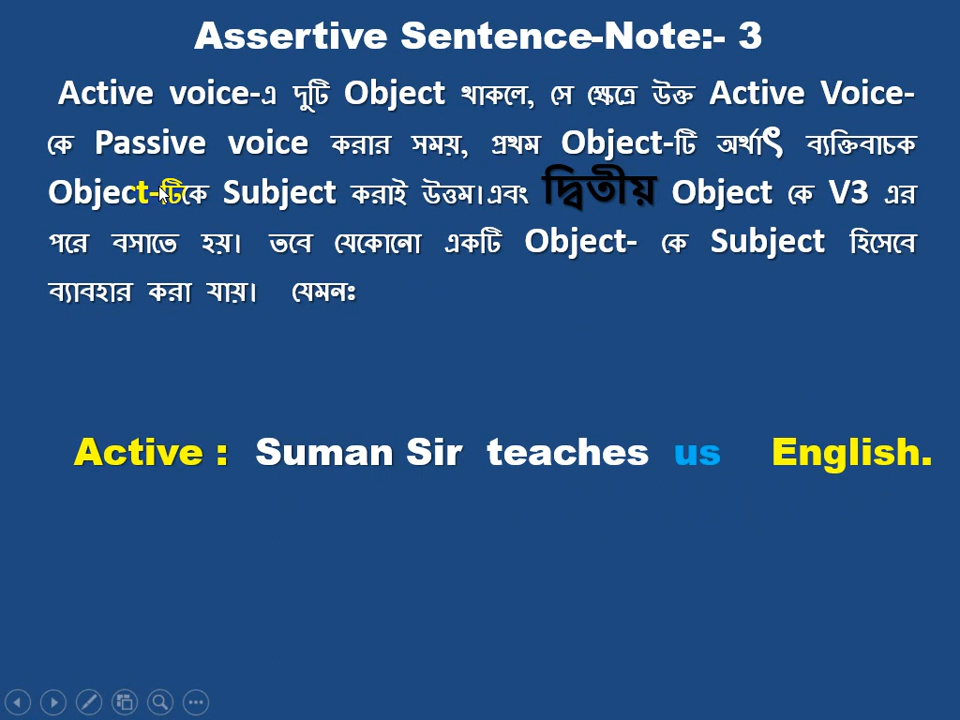 Assertive Sentence-Note:- 3
Active voice-এ দুটি Object থাকলে, সে ক্ষেত্রে উক্ত Active Voice-
কে Passive voice করার সময়, প্রথম Object-টি অর্থাৎ ব্যক্তিবাচক
Object-টিকে Subject করাই উত্তম।এবং দ্বিতীয় Object কে V3 এর
পরে বসাতে হয়। তবে যেকোনো একটি Object- কে Subject হিসেবে
ব্যাবহার করা যায়। যেমনঃ
Active : Suman Sir teaches us English.